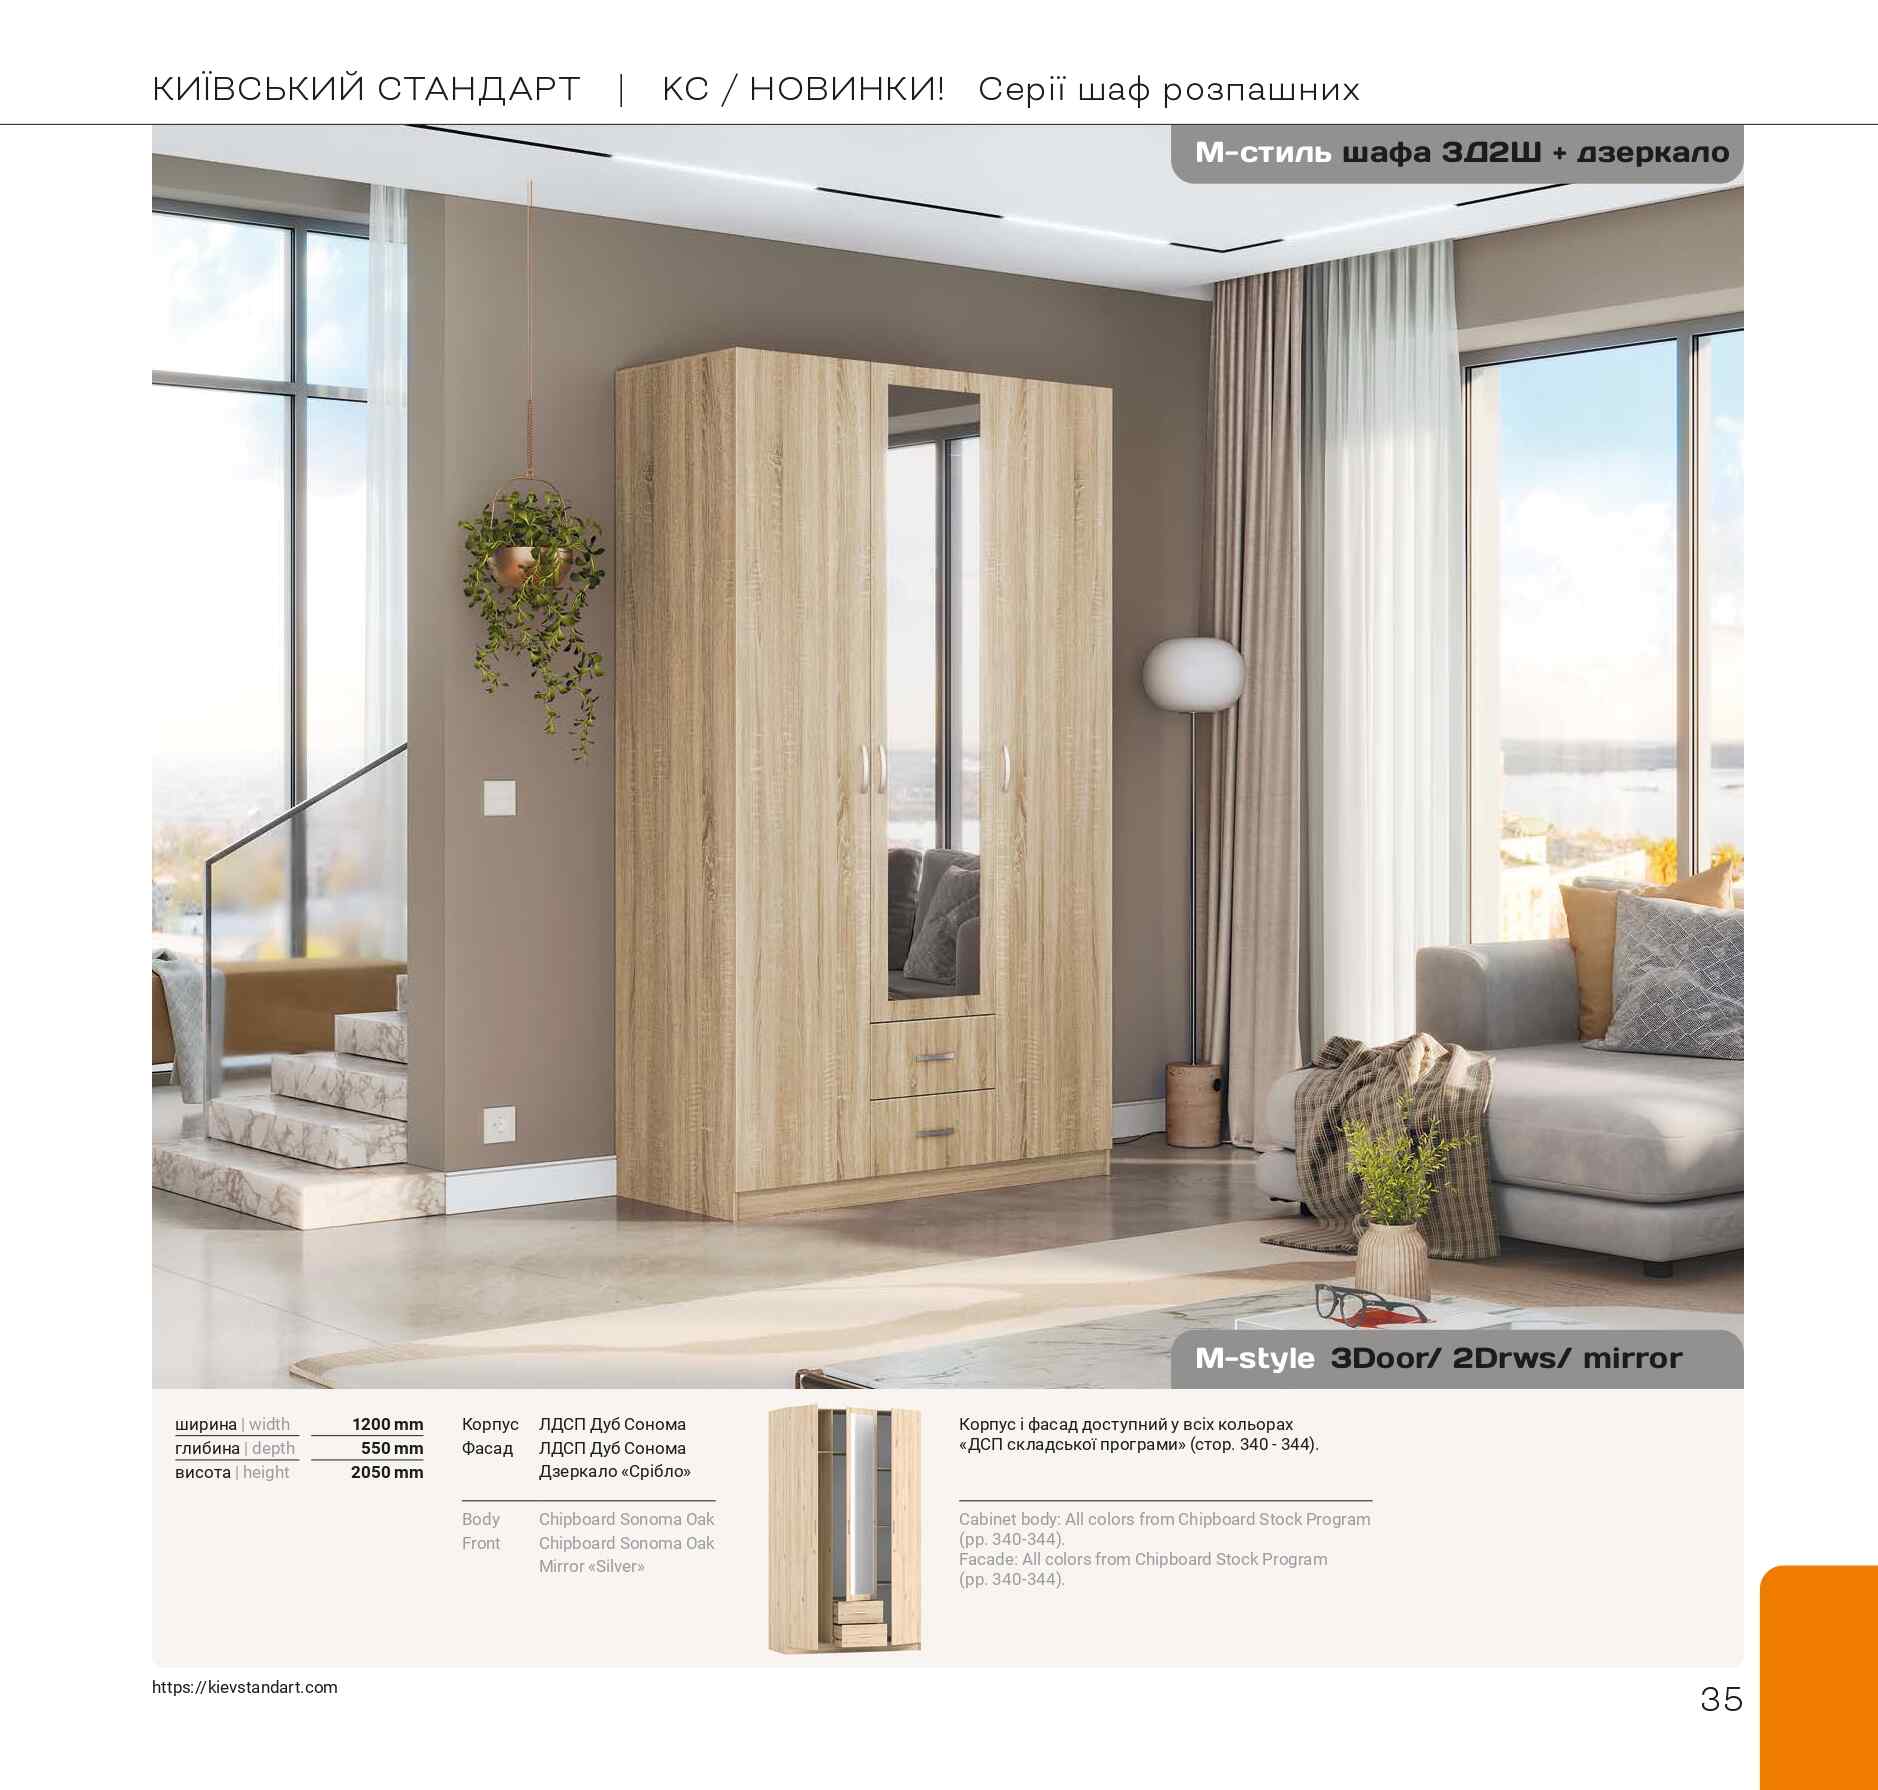 КИЇВСЬКИЙ СТАНДАРТ | КС / НОВИНКИ! Серії шаф розпашних
М-стиль шафа 3Д2Ш + дзеркало
M-style 3Door/ 2Drws/ mirror
ширина | width 1200 mm
глибина | depth 550 mm
висота | height 2050 mm
Корпус ЛДСП Дуб Сонома
Фасад ЛДСП Дуб Сонома
Дзеркало «Срібло»
Body Chipboard Sonoma Oak
Front Chipboard Sonoma Oak
Mirror «Silver»
Корпус і фасад доступний у всіх кольорах
«ДСП складської програми» (стор. 340 - 344).
Cabinet body: All colors from Chipboard Stock Program
(pp. 340-344).
Facade: All colors from Chipboard Stock Program
(pp. 340-344).
https://kievstandart.com
35